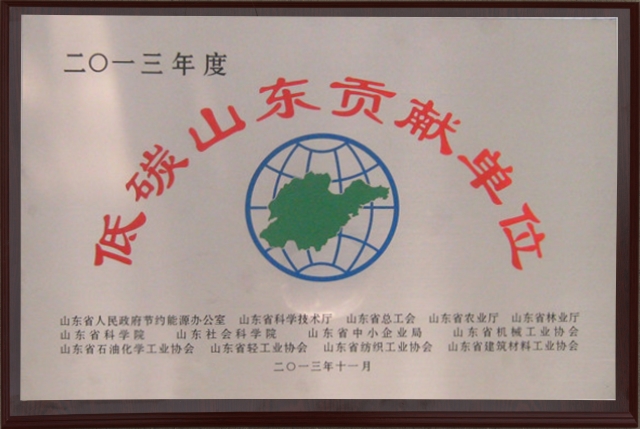 二〇一三年度
低碳山东贡献单位
山东省人民政府节约能源办公室 山东省科学技术厅 山东省总工会 山东省农业厅 山东省林业厅
山东省科学院 山东社会科学院 山东省中小企业局 山东省机械工业协会
山东省石油化学工业协会 山东省轻工业协会 山东省纺织工业协会 山东省建筑材料工业协会
二〇一三年十一月